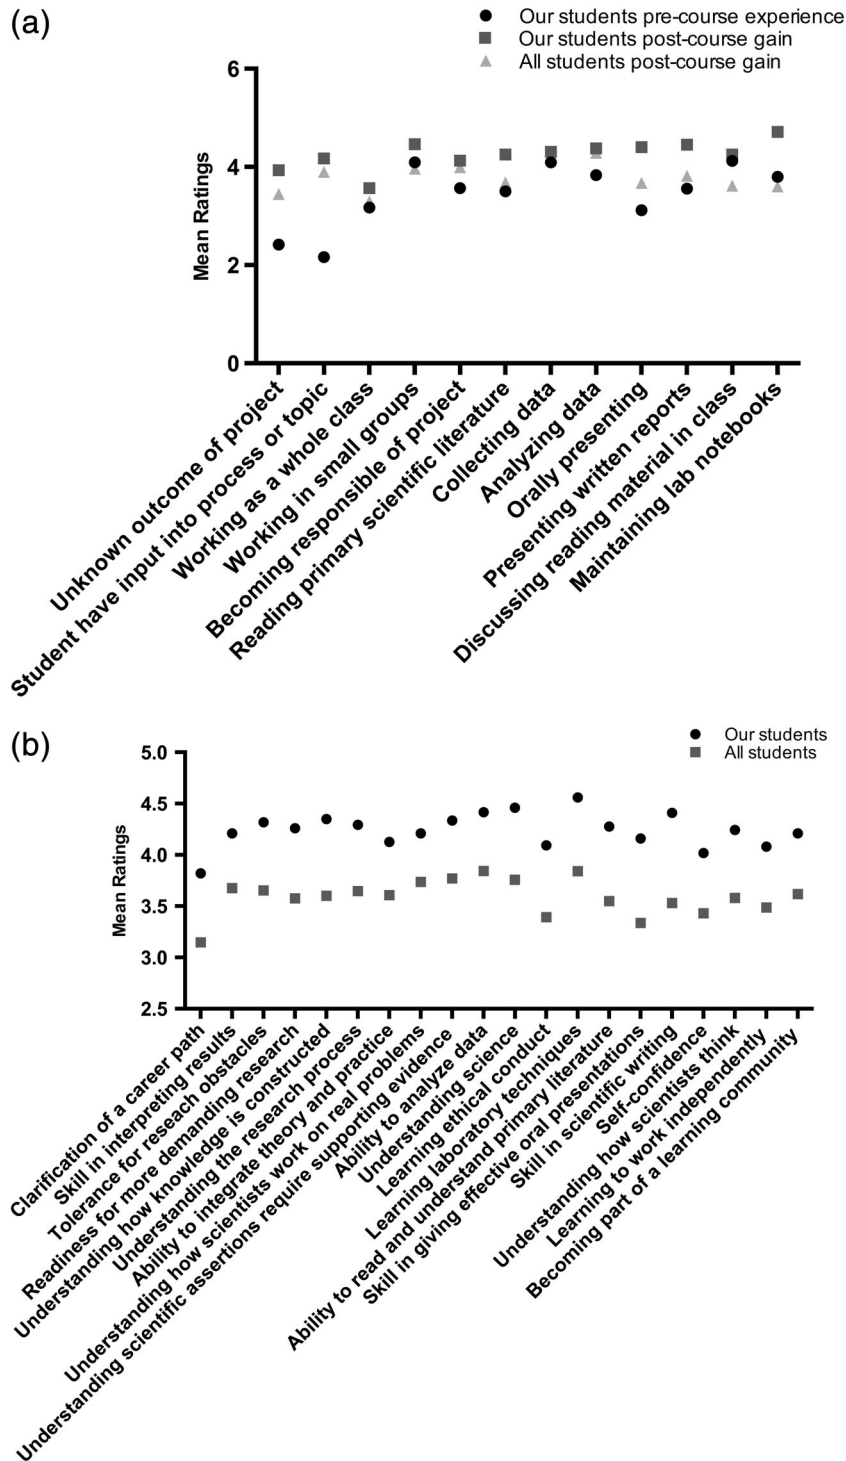 (a)
Our students pre-course experience
Our students post-course gain
All students post-course gain
6
4
2
0
Mean Ratings
Unknown outcome of project
Student have input into process or topic
Working as a whole class
Working in small groups
Becoming responsible of project
Reading primary scientific literature
Collecting data
Analyzing data
Orally presenting
Presenting written reports
Discussing reading material in class
Maintaining lab notebooks
(b)
Our students
All students
5.0
4.5
4.0
3.5
3.0
2.5
Mean Ratings
Clarification of a career path
Skill in interpreting results
Tolerance for reseach obstacles
Readiness for more demanding research
Understanding how knowledge is constructed
Understanding the research process
Ability to integrate theory and practice
Understanding how scientists work on real problems
Understanding scientific assertions require supporting evidence
Ability to analyze data
Understanding science
Learning ethical conduct
Learning laboratory techniques
Ability to read and understand primary literature
Skill in giving effective oral presentations
Skill in scientific writing
Self-confidence
Understanding how scientists think
Learning to work independently
Becoming part of a learning community